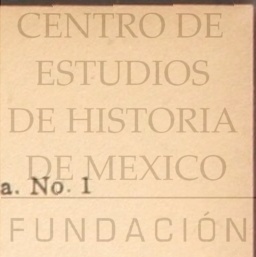 CENTRO DE
ESTUDIOS
DE HISTORIA
DE MEXICO
a. No. 1
FUNDACIÓN